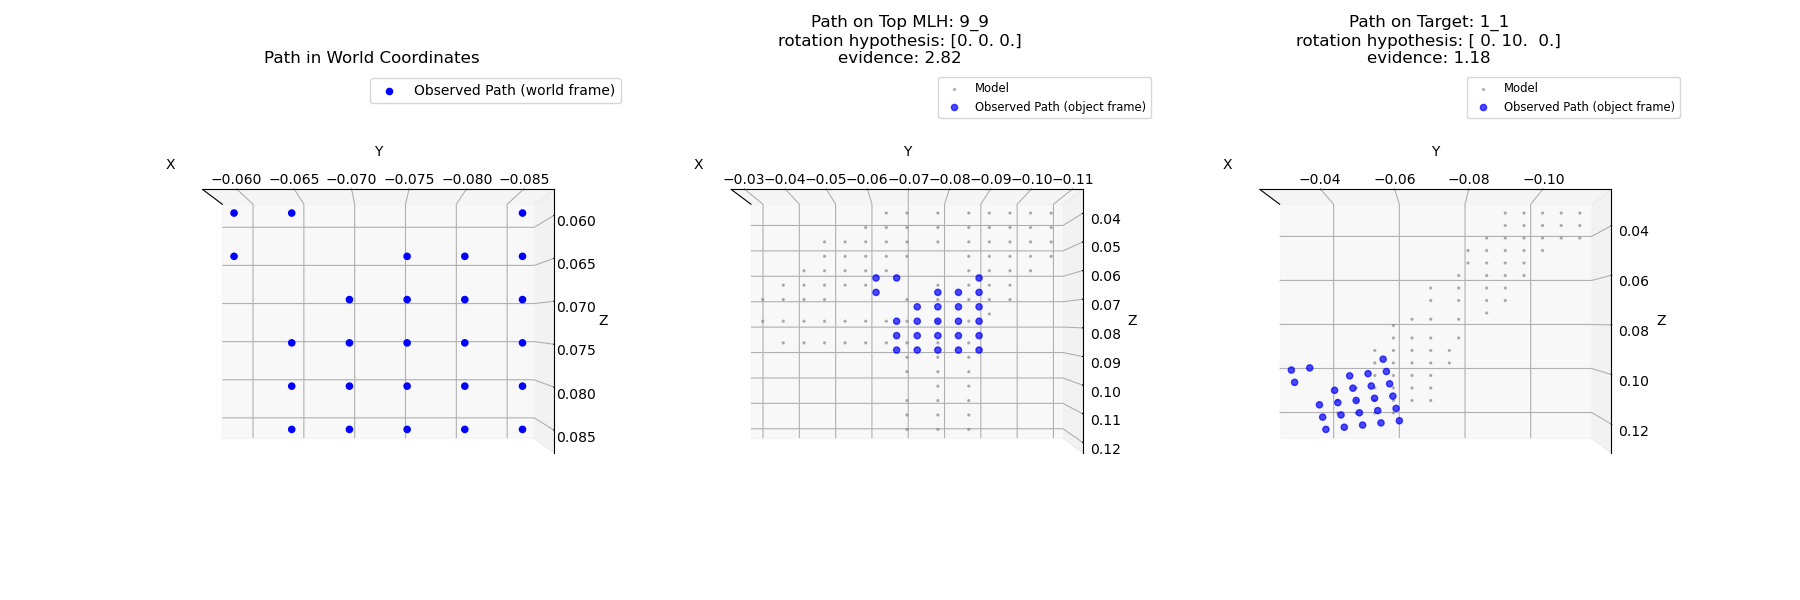 Path in World Coordinates
Observed Path (world frame)
X
Y
−0.060 −0.065 −0.070 −0.075 −0.080 −0.085
0.060
0.065
0.070
Z
0.075
0.080
0.085
Path on Top MLH: 9_9
rotation hypothesis: [0. 0. 0.]
evidence: 2.82
Model
Observed Path (object frame)
X
Y
−0.03 −0.04 −0.05 −0.06 −0.07 −0.08 −0.09 −0.10 −0.11
0.04
0.05
0.06
0.07
Z
0.08
0.09
0.10
0.11
0.12
Path on Target: 1_1
rotation hypothesis: [ 0. 10.  0.]
evidence: 1.18
Model
Observed Path (object frame)
X
Y
−0.04 −0.06 −0.08 −0.10
0.04
0.06
Z
0.08
0.10
0.12